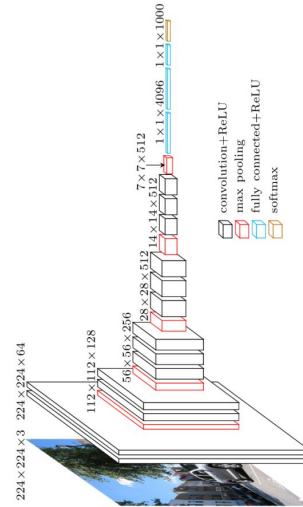 224×224×3
224×224×64
112×112×128
56×56×256
28×28×512
14×14×512
7×7×512
1×1×4096
1×1×1000
convolution+ReLU
max pooling
fully connected+ReLU
softmax